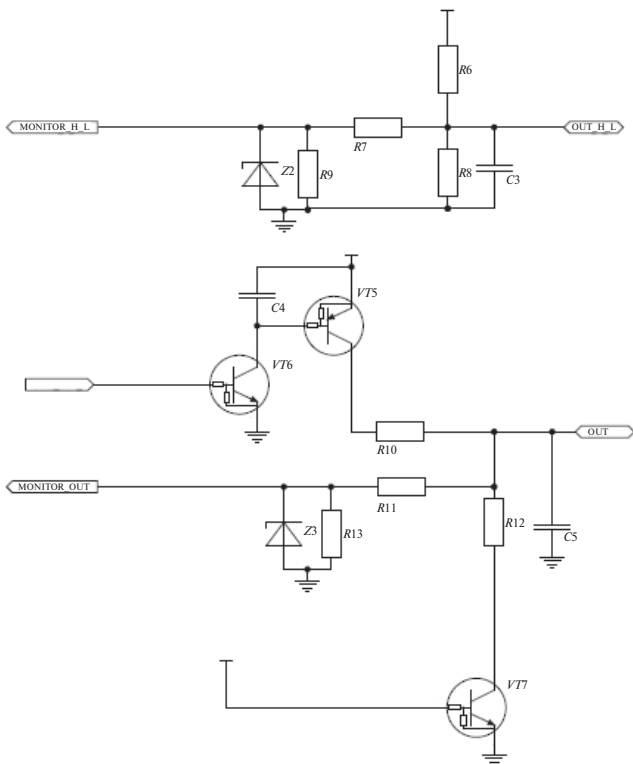 R6
MONITOR_H_L
OUT_H_L
R7
Z2
R9
R8
C3
VT5
C4
VT6
OUT
R10
MONITOR_OUT
R11
Z3
R13
R12
C5
VT7